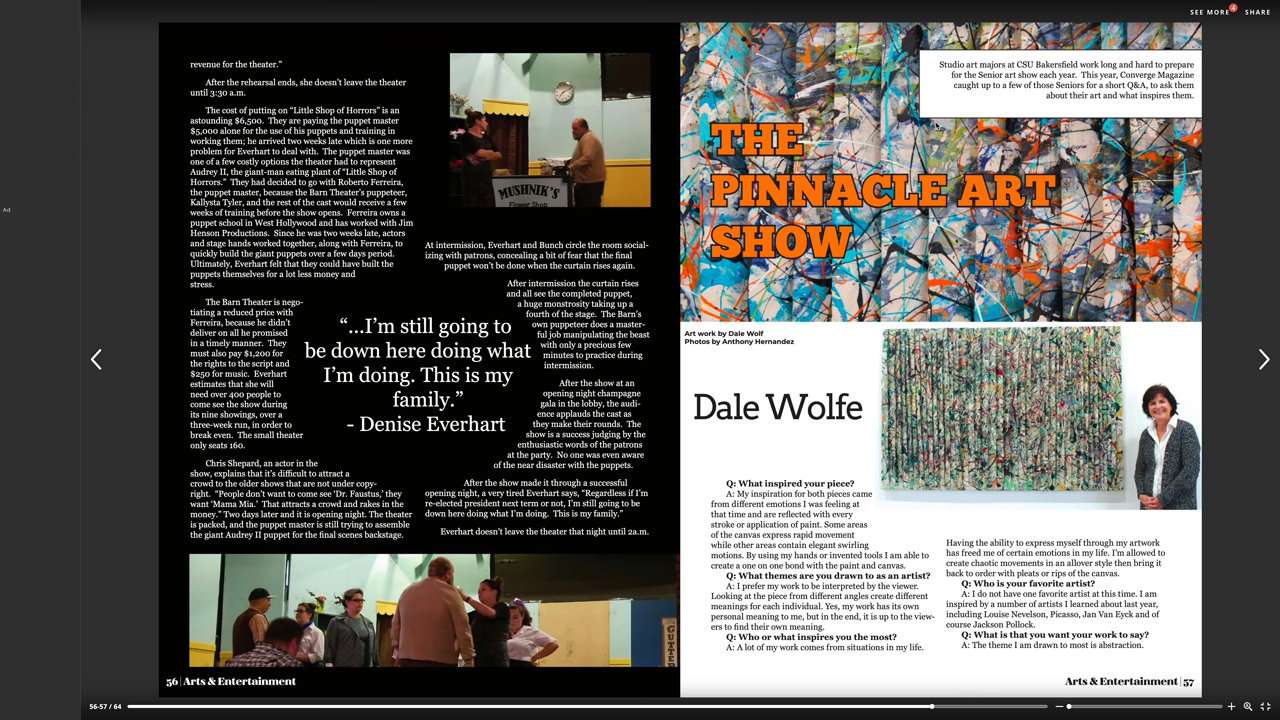 SEE MORE
4
SHARE
Ad
revenue for the theater.”
After the rehearsal ends, she doesn’t leave the theater
until 3:30 a.m.
The cost of putting on “Little Shop of Horrors” is an
astounding $6,500.  They are paying the puppet master
$5,000 alone for the use of his puppets and training in
working them; he arrived two weeks late which is one more
problem for Everhart to deal with.  The puppet master was
one of a few costly options the theater had to represent
Audrey II, the giant-man eating plant of “Little Shop of
Horrors.”  They had decided to go with Roberto Ferreira,
the puppet master, because the Barn Theater’s puppeteer,
Kallysta Tyler, and the rest of the cast would receive a few
weeks of training before the show opens.  Ferreira owns a
puppet school in West Hollywood and has worked with Jim
Henson Productions.  Since he was two weeks late, actors
and stage hands worked together, along with Ferreira, to
quickly build the giant puppets over a few days period.
Ultimately, Everhart felt that they could have built the
puppets themselves for a lot less money and
stress.
The Barn Theater is nego-
tiating a reduced price with
Ferreira, because he didn’t
deliver on all he promised
in a timely manner.  They
must also pay $1,200 for
the rights to the script and
$250 for music.  Everhart
estimates that she will
need over 400 people to
come see the show during
its nine showings, over a
three-week run, in order to
break even.  The small theater
only seats 160.
Chris Shepard, an actor in the
show, explains that it’s difficult to attract a
crowd to the older shows that are not under copy-
right.  “People don’t want to come see ‘Dr. Faustus,’ they
want ‘Mama Mia.’  That attracts a crowd and rakes in the
money.” Two days later and it is opening night. The theater
is packed, and the puppet master is still trying to assemble
the giant Audrey II puppet for the final scenes backstage.
MUSHNIK'S
Flower Shop
At intermission, Everhart and Bunch circle the room social-
izing with patrons, concealing a bit of fear that the final
puppet won’t be done when the curtain rises again.
After intermission the curtain rises
and all see the completed puppet,
a huge monstrosity taking up a
fourth of the stage.  The Barn’s
own puppeteer does a master-
ful job manipulating the beast
with only a precious few
minutes to practice during
intermission.
After the show at an
opening night champagne
gala in the lobby, the audi-
ence applauds the cast as
they make their rounds.  The
show is a success judging by the
enthusiastic words of the patrons
at the party.  No one was even aware
of the near disaster with the puppets.
After the show made it through a successful
opening night, a very tired Everhart says, “Regardless if I’m
re-elected president next term or not, I’m still going to be
down here doing what I’m doing.  This is my family.”
Everhart doesn’t leave the theater that night until 2a.m.
“...I’m still going to
be down here doing what
I’m doing. This is my
family.”
- Denise Everhart
56 | Arts & Entertainment
Studio art majors at CSU Bakersfield work long and hard to prepare
for the Senior art show each year.  This year, Converge Magazine
caught up to a few of those Seniors for a short Q&A, to ask them
about their art and what inspires them.
THE
PINNACLE ART
SHOW
Art work by Dale Wolf
Photos by Anthony Hernandez
Dale Wolfe
Q: What inspired your piece?
A: My inspiration for both pieces came
from different emotions I was feeling at
that time and are reflected with every
stroke or application of paint. Some areas
of the canvas express rapid movement
while other areas contain elegant swirling
motions. By using my hands or invented tools I am able to
create a one on one bond with the paint and canvas.
Q: What themes are you drawn to as an artist?
A: I prefer my work to be interpreted by the viewer.
Looking at the piece from different angles create different
meanings for each individual. Yes, my work has its own
personal meaning to me, but in the end, it is up to the view-
ers to find their own meaning.
Q: Who or what inspires you the most?
A: A lot of my work comes from situations in my life.
Having the ability to express myself through my artwork
has freed me of certain emotions in my life. I’m allowed to
create chaotic movements in an allover style then bring it
back to order with pleats or rips of the canvas.
Q: Who is your favorite artist?
A: I do not have one favorite artist at this time. I am
inspired by a number of artists I learned about last year,
including Louise Nevelson, Picasso, Jan Van Eyck and of
course Jackson Pollock.
Q: What is that you want your work to say?
A: The theme I am drawn to most is abstraction.
Arts & Entertainment | 57
56-57 / 64